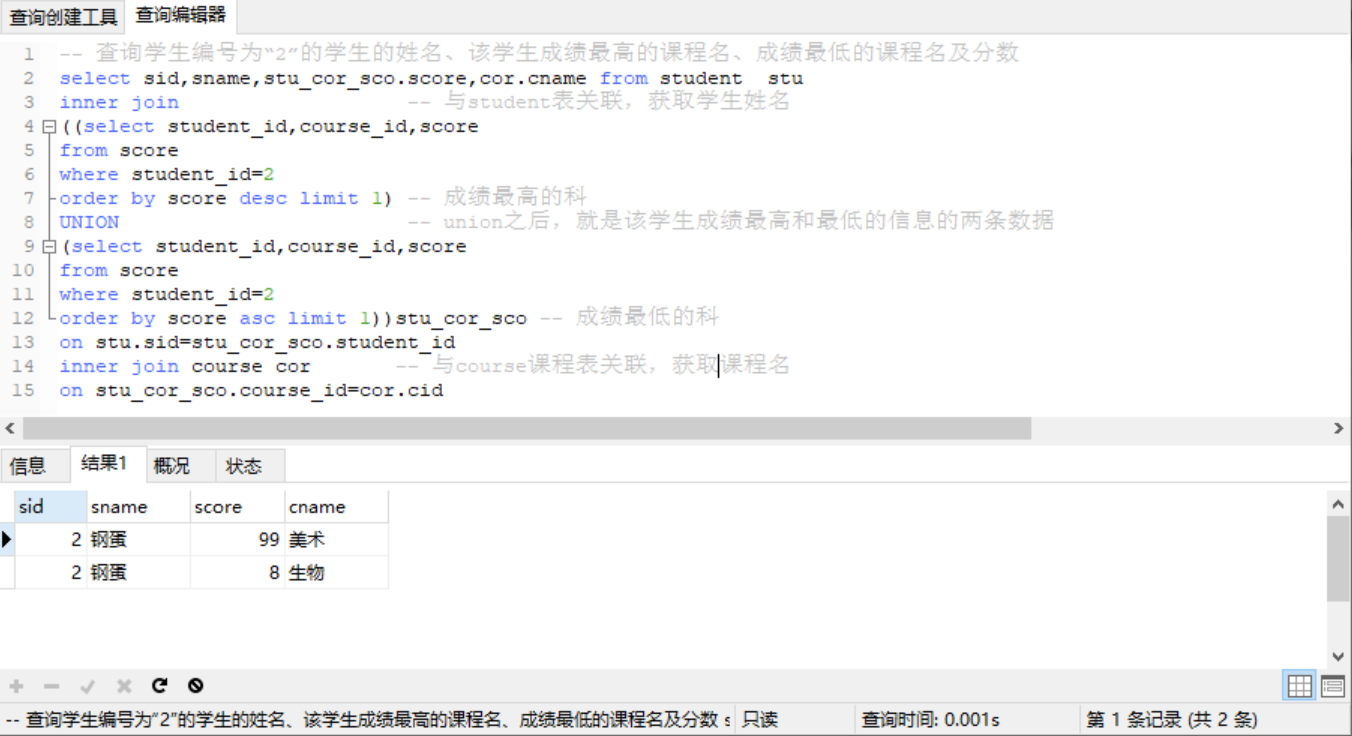 查询创建工具 查询编辑器
1 -- 查询学生编号为“2”的学生的姓名、该学生成绩最高的课程名、成绩最低的课程名及分数
2 select sid,sname,stu_cor_sco.score,cor.cname from student  stu
3 inner join                   -- 与student表关联，获取学生姓名
4 ((select student_id,course_id,score
5 from score
6 where student_id=2
7 order by score desc limit 1) -- 成绩最高的科
8 UNION                        -- union之后，就是该学生成绩最高和最低的信息的两条数据
9 (select student_id,course_id,score
10 from score
11 where student_id=2
12 order by score asc limit 1))stu_cor_sco -- 成绩最低的科
13 on stu.sid=stu_cor_sco.student_id
14 inner join course cor       -- 与course课程表关联，获取课程名
15 on stu_cor_sco.course_id=cor.cid
信息 结果1 概况 状态
sid sname score cname
2 钢蛋 99 美术
2 钢蛋 8 生物
-- 查询学生编号为“2”的学生的姓名、该学生成绩最高的课程名、成绩最低的课程名及分数 s 只读 查询时间: 0.001s 第 1 条记录 (共 2 条)